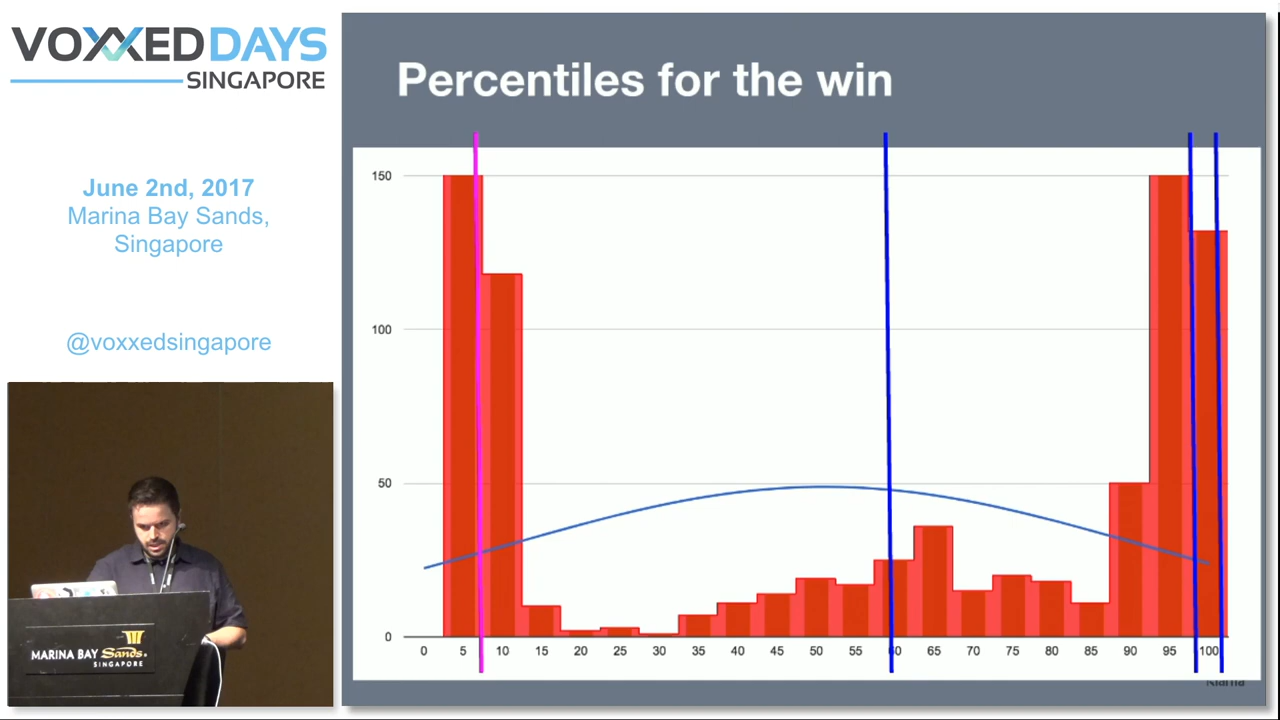 VOXXED DAYS
SINGAPORE
June 2nd, 2017
Marina Bay Sands,
Singapore
@voxxedsingapore
MARINA BAY Sands.
SINGAPORE
Percentiles for the win
150
100
50
0
0 5 10 15 20 25 30 35 40 45 50 55 60 65 70 75 80 85 90 95 100
Klarna